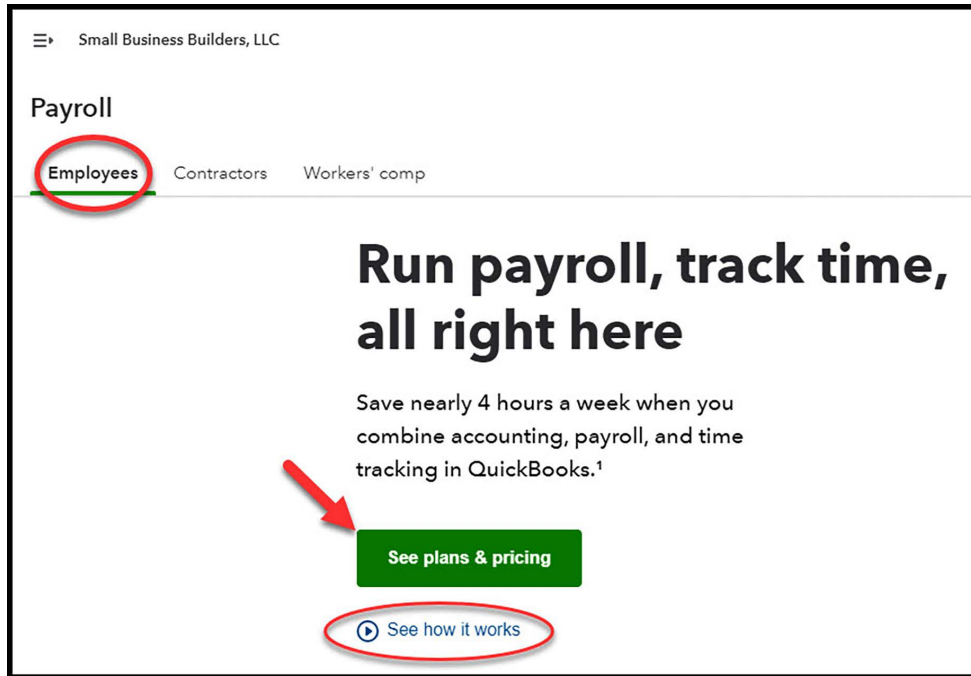 Small Business Builders, LLC
Payroll
Employees Contractors Workers' comp
Run payroll, track time,
all right here
Save nearly 4 hours a week when you
combine accounting, payroll, and time
tracking in QuickBooks.¹
See plans & pricing
See how it works